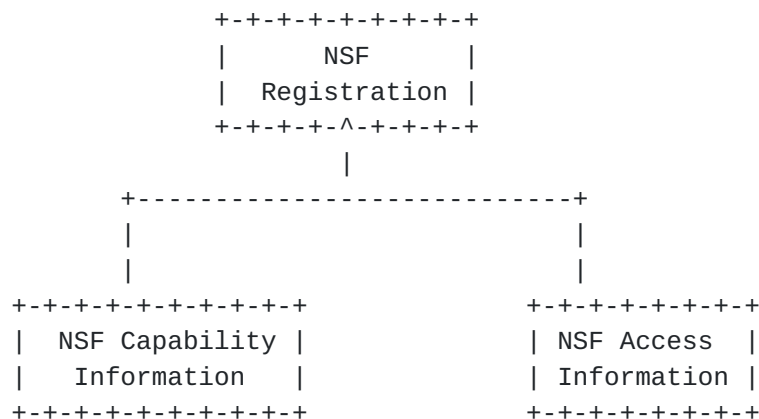 NSF
Registration
NSF Capability
Information
NSF Access
Information